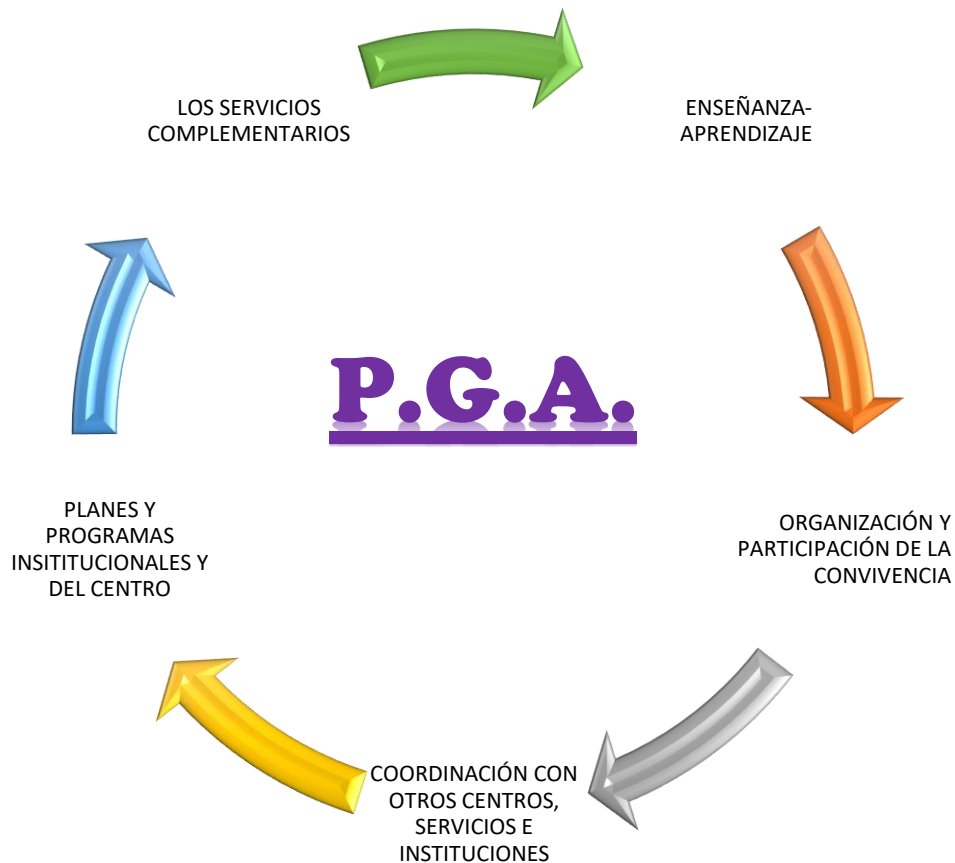 LOS SERVICIOS
COMPLEMENTARIOS
ENSEÑANZA-
APRENDIZAJE
P.G.A.
PLANES Y
PROGRAMAS
INSITITUCIONALES Y
DEL CENTRO
ORGANIZACIÓN Y
PARTICIPACIÓN DE LA
CONVIVENCIA
COORDINACIÓN CON
OTROS CENTROS,
SERVICIOS E
INSTITUCIONES